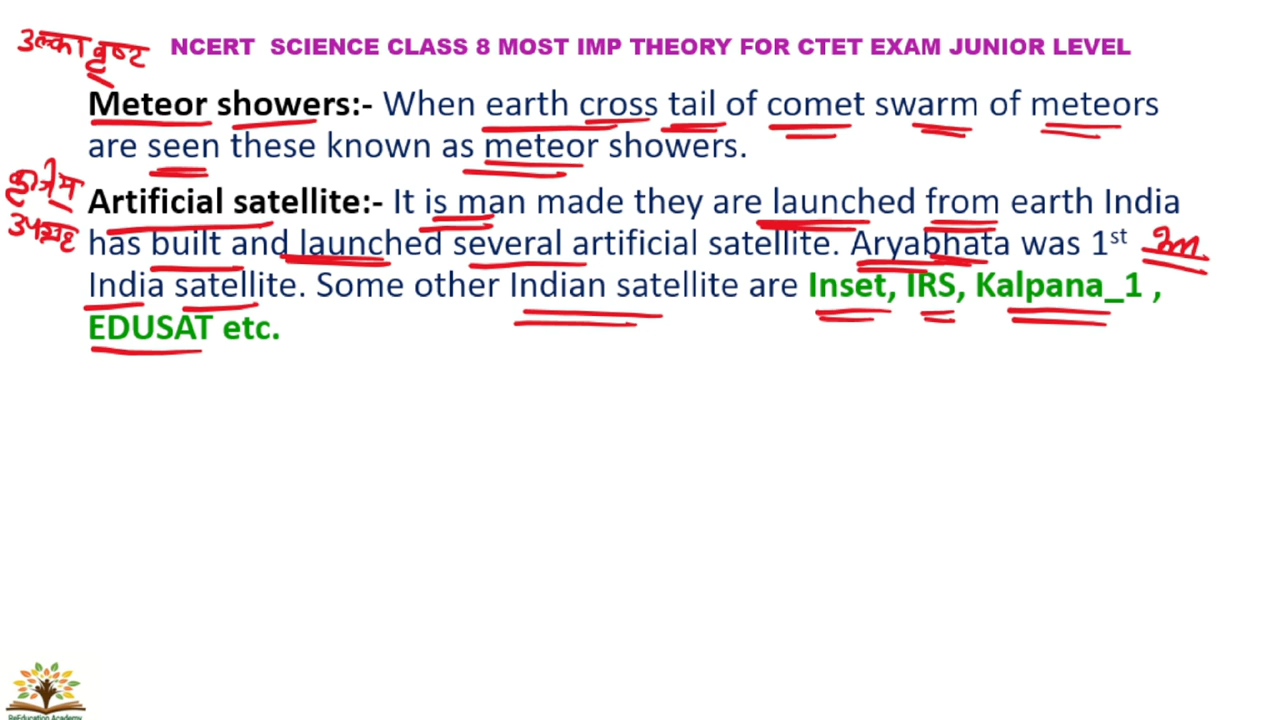 उल्का वृष्ट
NCERT SCIENCE CLASS 8 MOST IMP THEORY FOR CTET EXAM JUNIOR LEVEL
Meteor showers:- When earth cross tail of comet swarm of meteors
are seen these known as meteor showers.
कृत्रिम
उपग्रह
Artificial satellite:- It is man made they are launched from earth India
has built and launched several artificial satellite. Aryabhata was 1st
India satellite. Some other Indian satellite are Inset, IRS, Kalpana_1 ,
EDUSAT etc.
ReEducation Academy